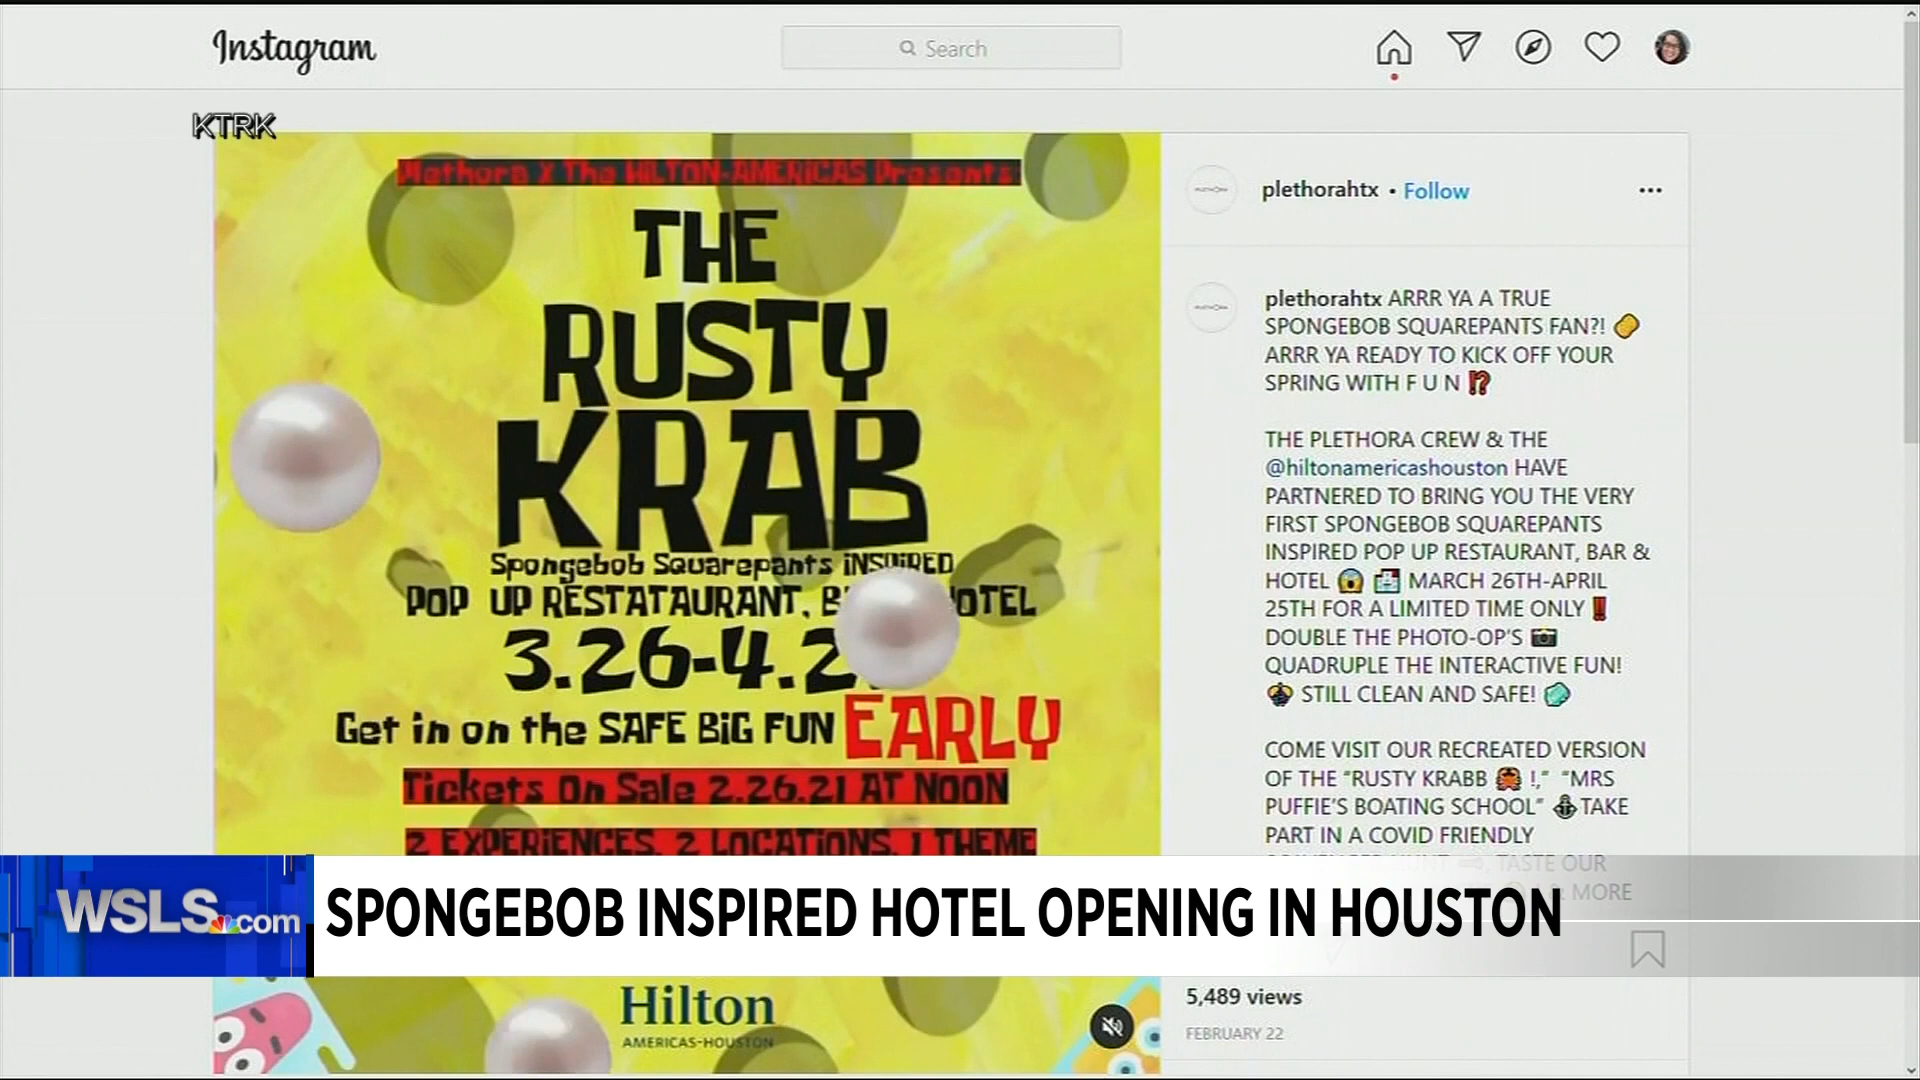 Instagram
Search
KTRK
Plethora X The HILTON-AMERICAS Presents
THE
RUSTY
KRAB
Spongebob Squarepants iNSPiRED
POP UP RESTATAURANT, B OTEL
3.26-4.2
Get in on the SAFE BiG FUN EARLY
Tickets On Sale 2.26.21 AT NOON
2 EXPERiENCES, 2 LOCATiONS, 1 THEME
Hilton
AMERICAS-HOUSTON
plethorahtx • Follow
plethorahtx ARRR YA A TRUE
SPONGEBOB SQUAREPANTS FAN?! 
ARRR YA READY TO KICK OFF YOUR
SPRING WITH F U N ⁉
THE PLETHORA CREW & THE
@hiltonamericashouston HAVE
PARTNERED TO BRING YOU THE VERY
FIRST SPONGEBOB SQUAREPANTS
INSPIRED POP UP RESTAURANT, BAR &
HOTEL 😱 🏩 MARCH 26TH-APRIL
25TH FOR A LIMITED TIME ONLY ‼
DOUBLE THE PHOTO-OP'S 📷
QUADRUPLE THE INTERACTIVE FUN!
STILL CLEAN AND SAFE! 🧼
COME VISIT OUR RECREATED VERSION
OF THE "RUSTY KRABB 🦀 !," "MRS
PUFFIE'S BOATING SCHOOL" ⚓TAKE
PART IN A COVID FRIENDLY
TASTE OUR
& MORE
5,489 views
FEBRUARY 22
WSLS.com
SPONGEBOB INSPIRED HOTEL OPENING IN HOUSTON